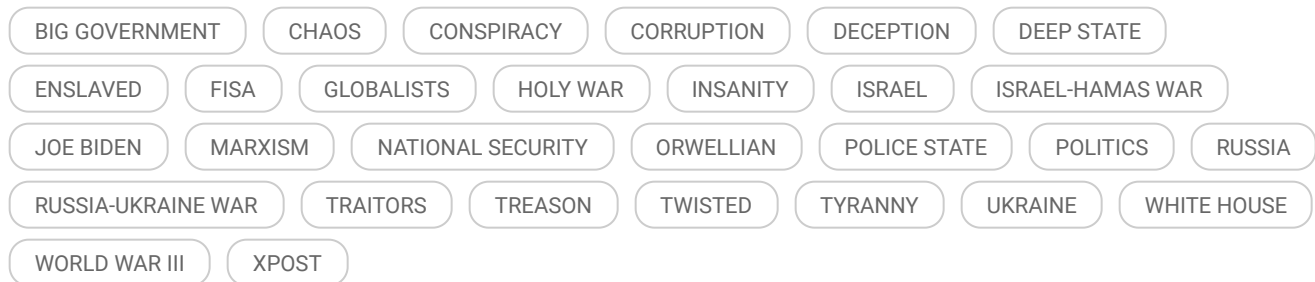 BIG GOVERNMENT CHAOS CONSPIRACY CORRUPTION DECEPTION DEEP STATE
ENSLAVED FISA GLOBALISTS HOLY WAR INSANITY ISRAEL ISRAEL-HAMAS WAR
JOE BIDEN MARXISM NATIONAL SECURITY ORWELLIAN POLICE STATE POLITICS RUSSIA
RUSSIA-UKRAINE WAR TRAITORS TREASON TWISTED TYRANNY UKRAINE WHITE HOUSE
WORLD WAR III XPOST